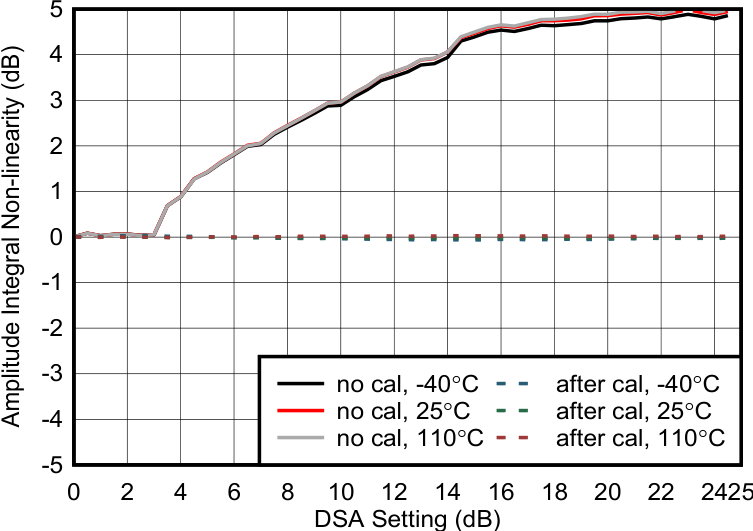 Amplitude Integral Non-linearity (dB)
5
4
3
2
1
0
-1
-2
-3
-4
-5
no cal, -40°C
after cal, -40°C
no cal, 25°C
after cal, 25°C
no cal, 110°C
after cal, 110°C
0 2 4 6 8 10 12 14 16 18 20 22 24 25
DSA Setting (dB)